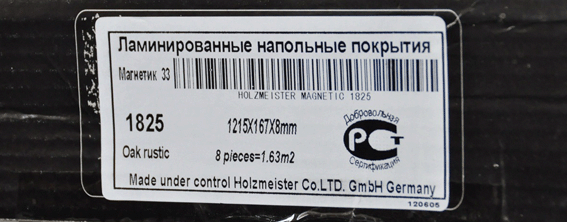 Ламинированные напольные покрытия
Магнетик 33
HOLZMEISTER MAGNETIC 1825
1825
1215X167X8mm
Добровольная
РСТ
Сертификация
Oak rustic
8 pieces=1.63m2
Made under control Holzmeister Co.LTD. GmbH Germany
120605